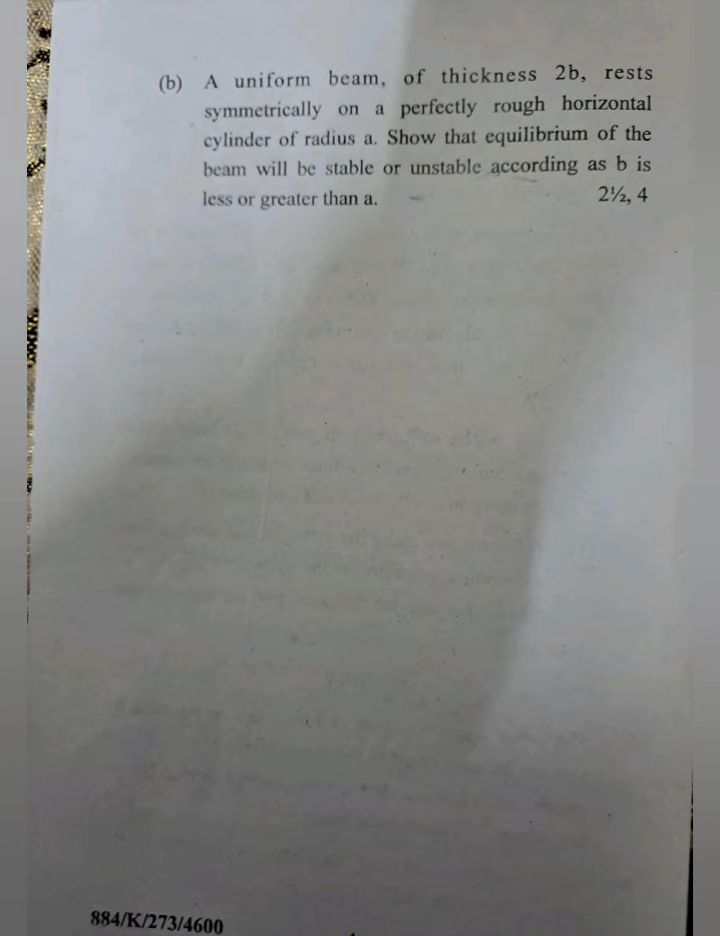 (b) A uniform beam, of thickness 2b, rests
symmetrically on a perfectly rough horizontal
cylinder of radius a. Show that equilibrium of the
beam will be stable or unstable according as b is
less or greater than a. 2½, 4
884/K/273/4600